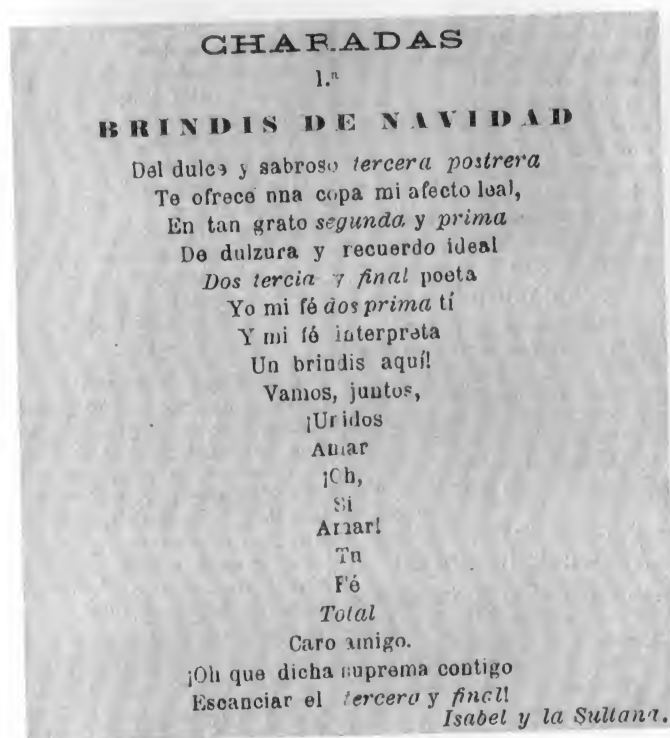 CHARADAS
1.ª
BRINDIS DE NAVIDAD
Del dulce y sabroso tercera postrera
Te ofrece nna copa mi afecto leal,
En tan grato segunda y prima
De dulzura y recuerdo ideal
Dos tercia y final poeta
Yo mi fé dos prima tí
Y mi fé interpreta
Un brindis aquí!
Vamos, juntos,
¡Unidos
Amar
¡Oh,
Si
Amar!
Tu
Fé
Total
Caro amigo.
¡Oh que dicha suprema contigo
Escanciar el tercera y final!
Isabel y la Sultana.